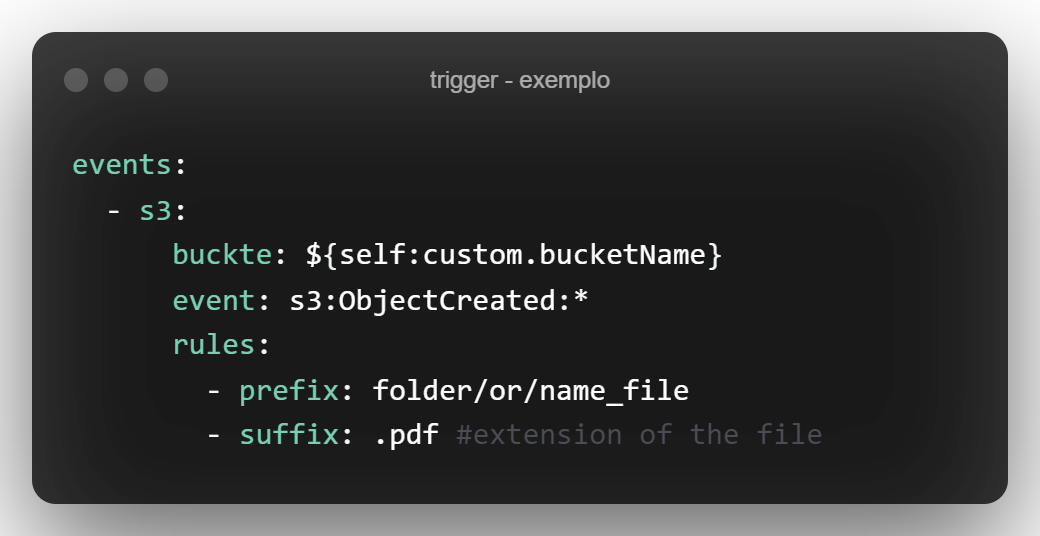 trigger - exemplo
events:
  - s3:
      buckte: ${self:custom.bucketName}
      event: s3:ObjectCreated:*
      rules:
        - prefix: folder/or/name_file
        - suffix: .pdf #extension of the file